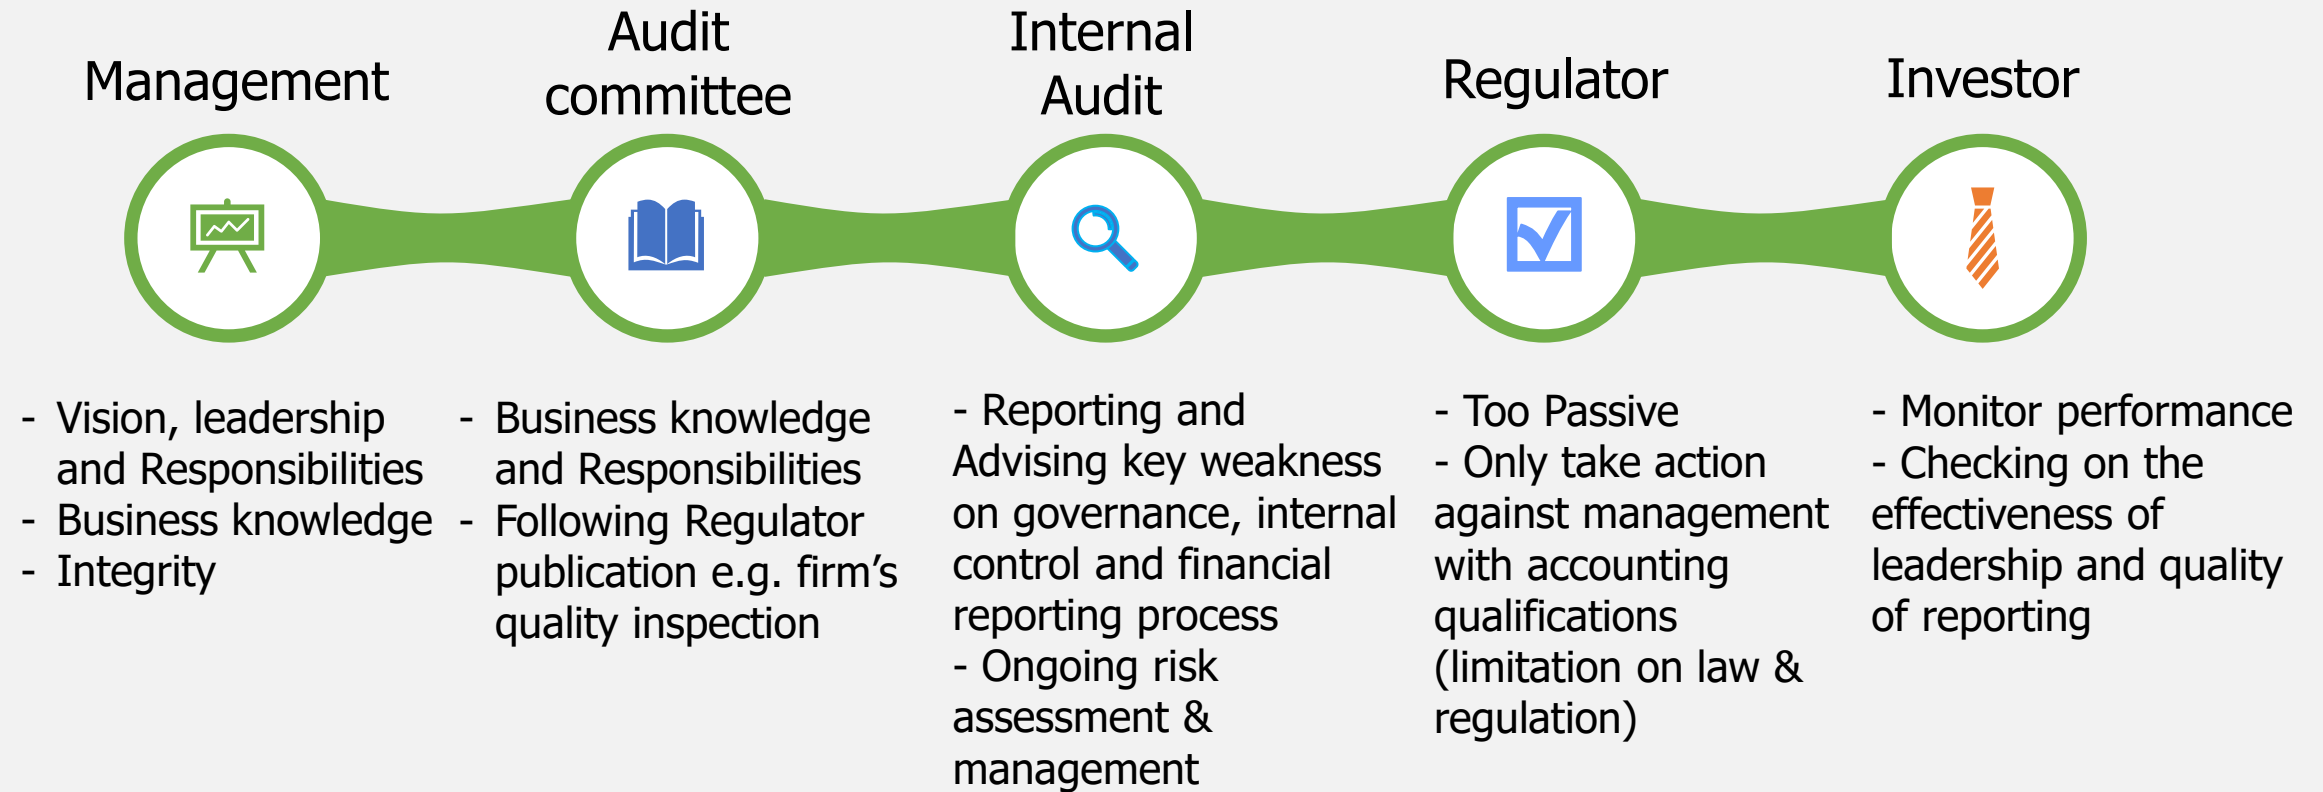 Management
Audit
committee
Internal
Audit
Regulator
Investor
- Vision, leadership
and Responsibilities
- Business knowledge
- Integrity
- Business knowledge
and Responsibilities
- Following Regulator
publication e.g. firm’s
quality inspection
- Reporting and
Advising key weakness
on governance, internal
control and financial
reporting process
- Ongoing risk
assessment &
management
- Too Passive
- Only take action
against management
with accounting
qualifications
(limitation on law &
regulation)
- Monitor performance
- Checking on the
effectiveness of
leadership and quality
of reporting